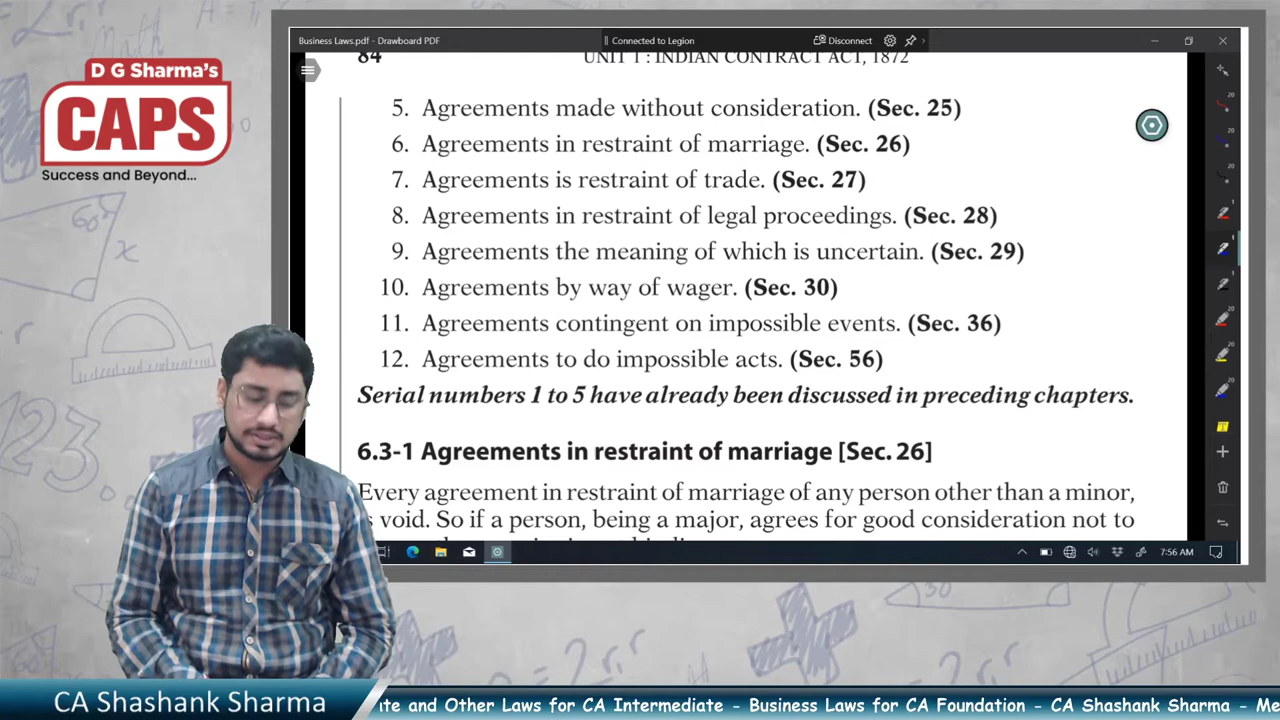 D G Sharma's
CAPS
Success and Beyond...
Business Laws.pdf - Drawboard PDF
Connected to Legion
Disconnect
84 UNIT 1 : INDIAN CONTRACT ACT, 1872
5. Agreements made without consideration. (Sec. 25)
6. Agreements in restraint of marriage. (Sec. 26)
7. Agreements is restraint of trade. (Sec. 27)
8. Agreements in restraint of legal proceedings. (Sec. 28)
9. Agreements the meaning of which is uncertain. (Sec. 29)
10. Agreements by way of wager. (Sec. 30)
11. Agreements contingent on impossible events. (Sec. 36)
12. Agreements to do impossible acts. (Sec. 56)
Serial numbers 1 to 5 have already been discussed in preceding chapters.
6.3-1 Agreements in restraint of marriage [Sec. 26]
Every agreement in restraint of marriage of any person other than a minor,
void. So if a person, being a major, agrees for good consideration not to
7:56 AM
CA Shashank Sharma
ite and Other Laws for CA Intermediate - Business Laws for CA Foundation - CA Shashank Sharma - Me